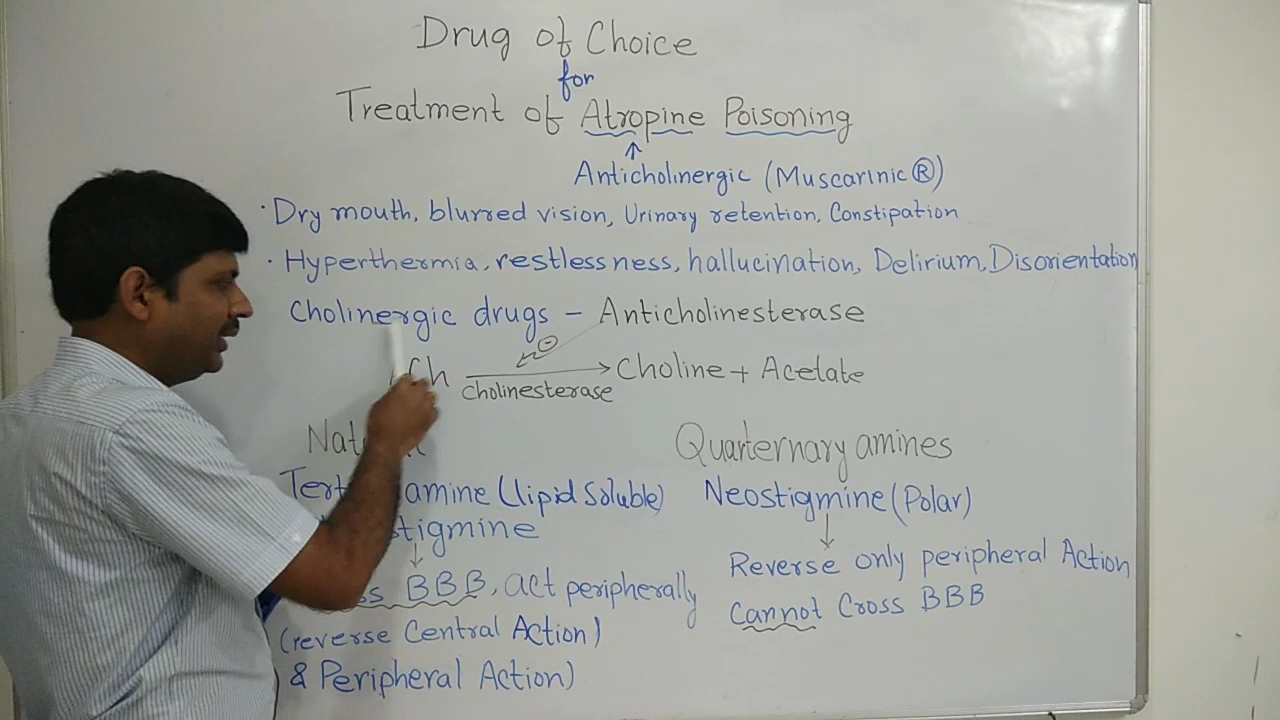 Drug of Choice
for
Treatment of Atropine Poisoning
↑
Anticholinergic (Muscarinic ®)
· Dry mouth, blurred vision, Urinary retention, Constipation
· Hyperthermia, restlessness, hallucination, Delirium, Disorientation
Cholinergic drugs – Anticholinesterase
Ch → Choline + Acetate
Cholinesterase
Quarternary amines
amine (lipid soluble) Neostigmine (Polar)
BBB, act peripherally
Reverse only peripheral Action
(reverse Central Action)
Cannot Cross BBB
& Peripheral Action)